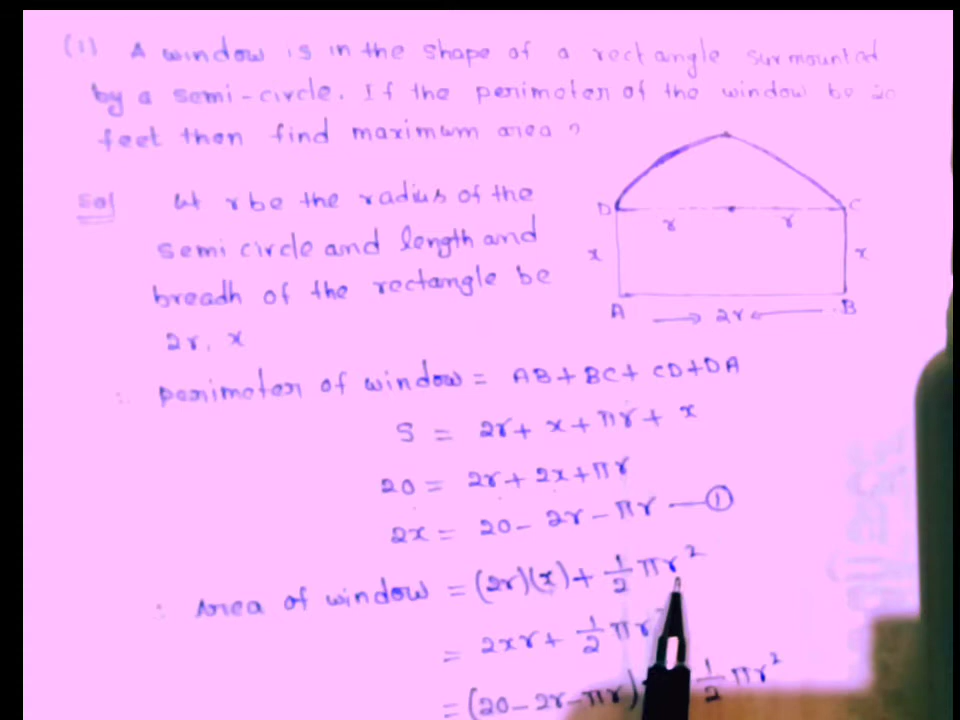 (1) A window is in the shape of a rectangle surmounted
by a semi-circle. If the perimeter of the window be 20
feet then find maximum area ?
Sol let r be the radius of the
semi circle and length and
breadh of the rectangle be
2r, x
D C
r r
x x
A B
2r
∴ perimeter of window = AB + BC + CD + DA
S = 2r + x + πr + x
20 = 2r + 2x + πr
2x = 20 - 2r - πr — ①
∴ Area of window = (2r)(x) + 1/2 πr²
= 2xr + 1/2 πr
= (20 - 2r - πr) 1/2 πr²